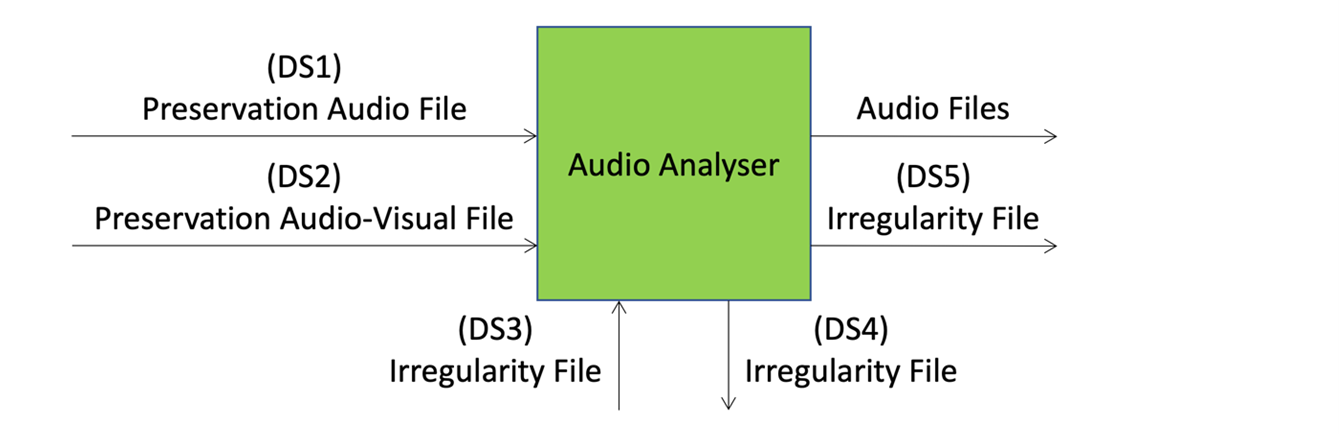 (DS1)
Preservation Audio File
(DS2)
Preservation Audio-Visual File
Audio Analyser
Audio Files
(DS5)
Irregularity File
(DS3)
Irregularity File
(DS4)
Irregularity File